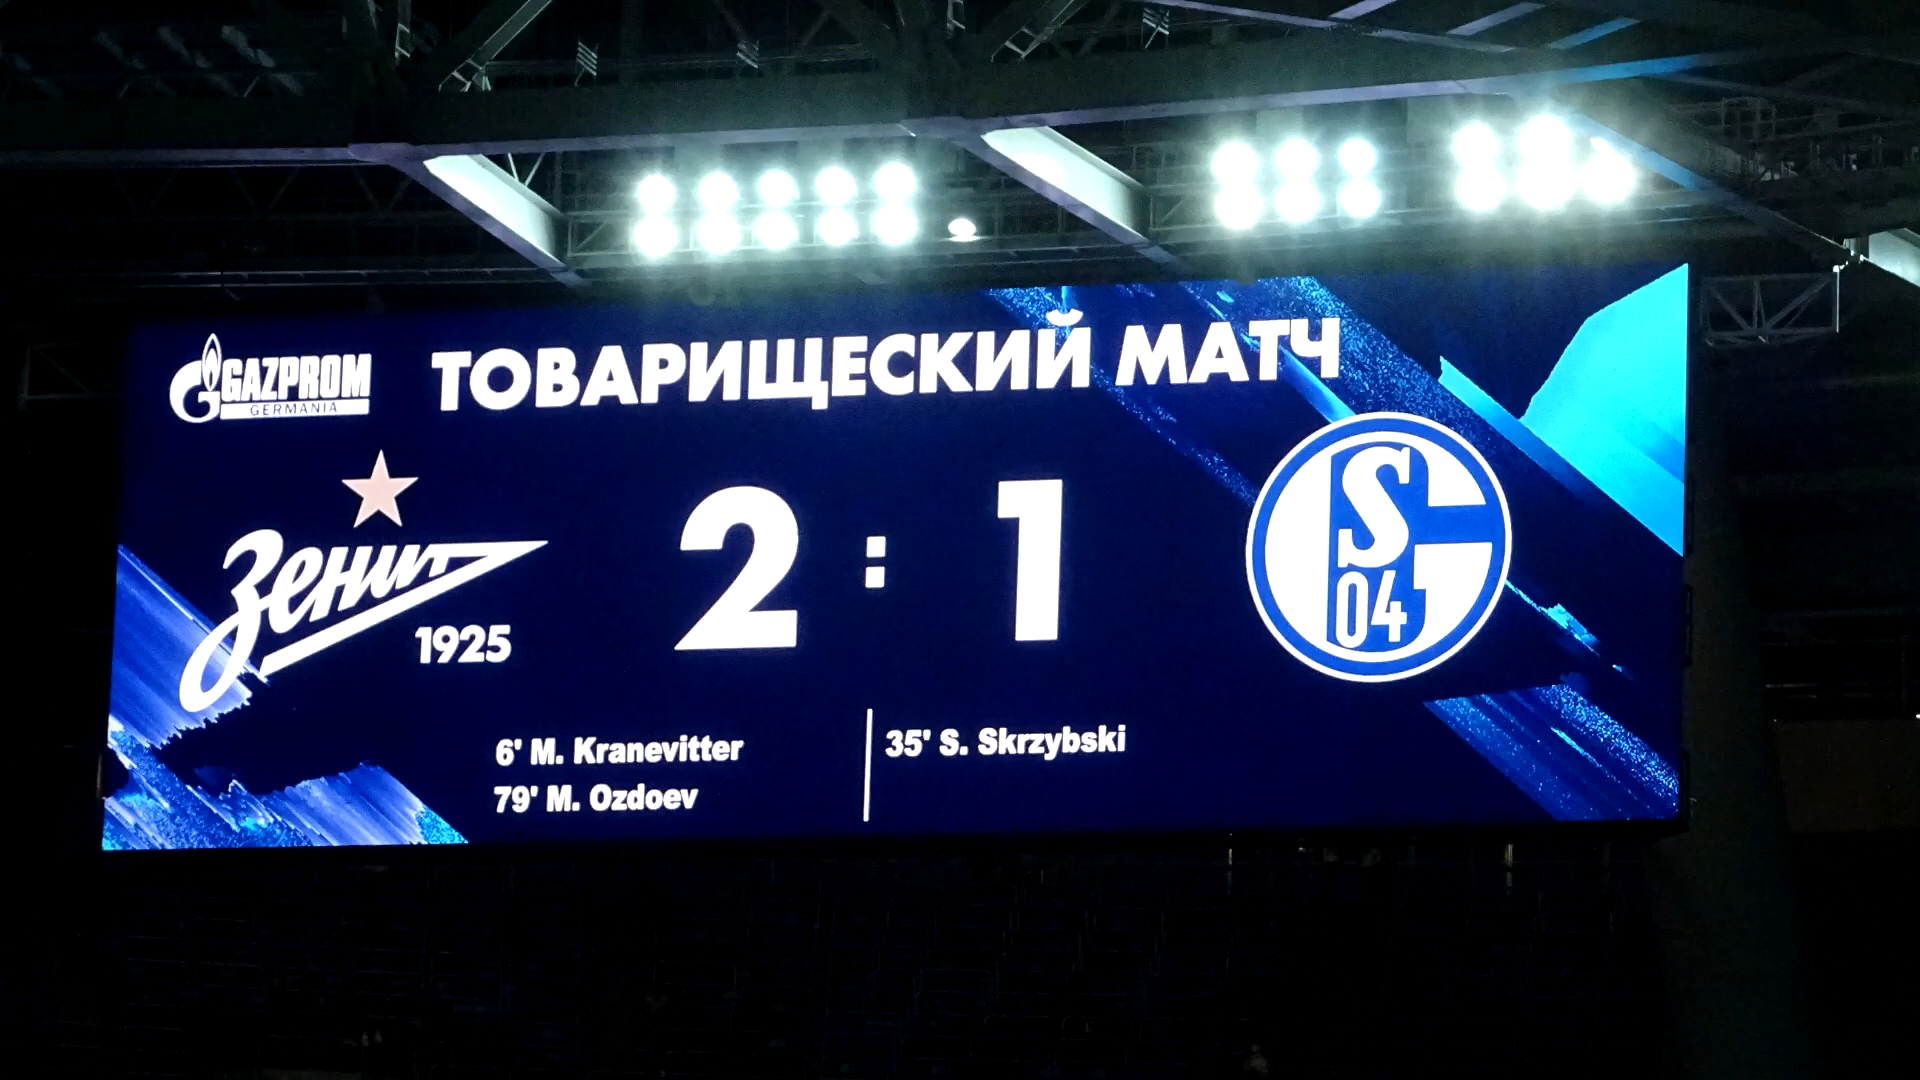 GAZPROM
GERMANIA
ТОВАРИЩЕСКИЙ МАТЧ
Зенит
1925
2 : 1
S
04
6' M. Kranevitter
79' M. Ozdoev
35' S. Skrzybski